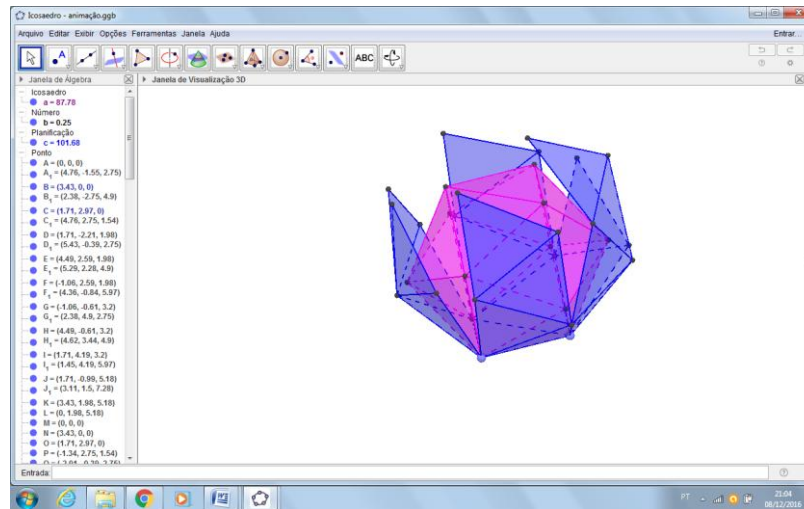 Icosaedro - animação.ggb
Arquivo Editar Exibir Opções Ferramentas Janela Ajuda
Entrar...
ABC
Janela de Álgebra
Janela de Visualização 3D
Icosaedro
a = 87.78
Número
b = 0.25
Planificação
c = 101.68
Ponto
A = (0, 0, 0)
A₁ = (4.76, -1.55, 2.75)
B = (3.43, 0, 0)
B₁ = (2.38, -2.75, 4.9)
C = (1.71, 2.97, 0)
C₁ = (4.76, 2.75, 1.54)
D = (1.71, -2.21, 1.98)
D₁ = (5.43, -0.39, 2.75)
E = (4.49, 2.59, 1.98)
E₁ = (5.29, 2.28, 4.9)
F = (-1.06, 2.59, 1.98)
F₁ = (4.36, -0.84, 5.97)
G = (-1.06, -0.61, 3.2)
G₁ = (2.38, 4.9, 2.75)
H = (4.49, -0.61, 3.2)
H₁ = (4.62, 3.44, 4.9)
I = (1.71, 4.19, 3.2)
I₁ = (1.45, 4.19, 5.97)
J = (1.71, -0.99, 5.18)
J₁ = (3.11, 1.5, 7.28)
K = (3.43, 1.98, 5.18)
L = (0, 1.98, 5.18)
M = (0, 0, 0)
N = (3.43, 0, 0)
O = (1.71, 2.97, 0)
P = (-1.34, 2.75, 1.54)
Entrada:
PT
21:04
08/12/2016